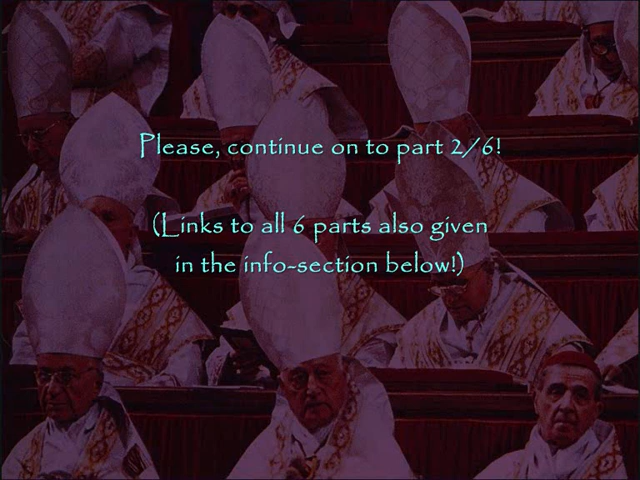 Please, continue on to part 2/6!
(Links to all 6 parts also given
in the info-section below!)